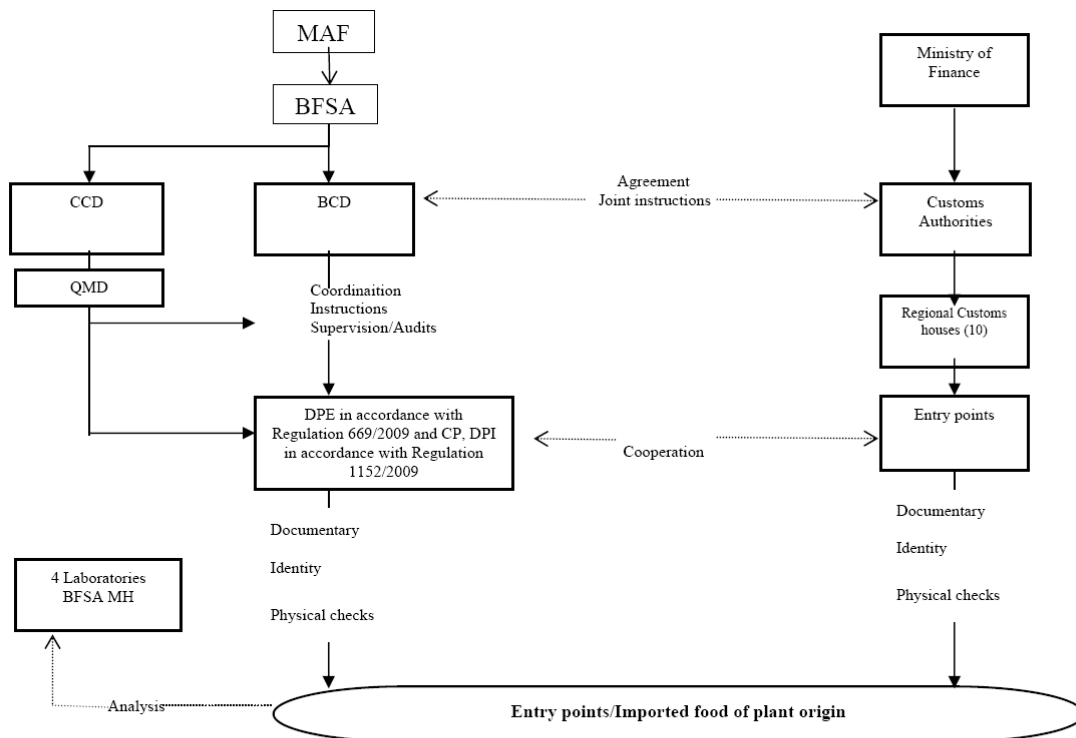 MAF
Ministry of
Finance
BFSA
CCD
BCD
Agreement
Joint instructions
Customs
Authorities
QMD
Coordinaition
Instructions
Supervision/Audits
Regional Customs
houses (10)
DPE in accordance with
Regulation 669/2009 and CP, DPI
in accordance with Regulation
1152/2009
Cooperation
Entry points
Documentary
Identity
Physical checks
Documentary
Identity
Physical checks
4 Laboratories
BFSA MH
Analysis
Entry points/Imported food of plant origin